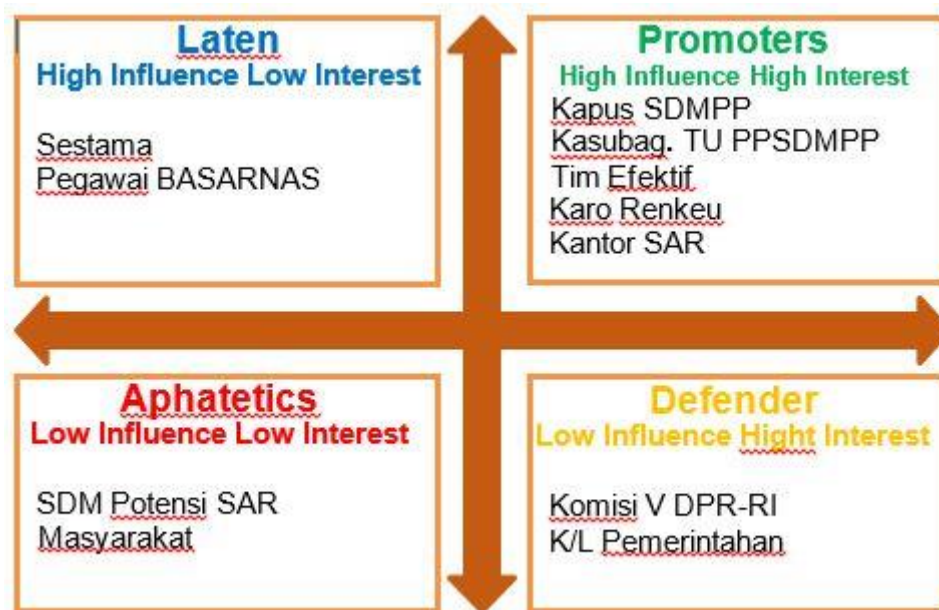 Laten
High Influence Low Interest
Sestama
Pegawai BASARNAS
Promoters
High Influence High Interest
Kapus SDMPP
Kasubag. TU PPSDMPP
Tim Efektif
Karo Renkeu
Kantor SAR
Aphatetics
Low Influence Low Interest
SDM Potensi SAR
Masyarakat
Defender
Low Influence Hight Interest
Komisi V DPR-RI
K/L Pemerintahan